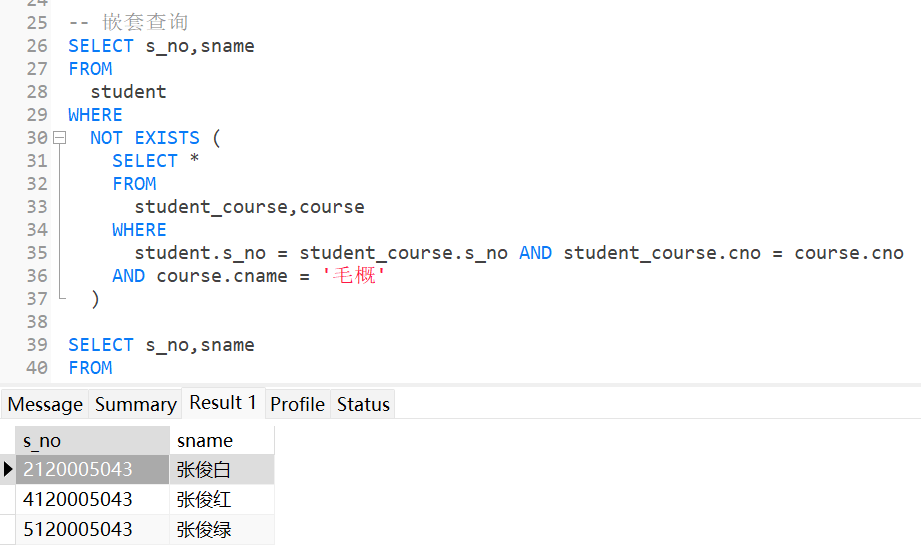 24
25 -- 嵌套查询
26 SELECT s_no,sname
27 FROM
28 student
29 WHERE
30 NOT EXISTS (
31 SELECT *
32 FROM
33 student_course,course
34 WHERE
35 student.s_no = student_course.s_no AND student_course.cno = course.cno
36 AND course.cname = '毛概'
37 )
38
39 SELECT s_no,sname
40 FROM
Message Summary Result 1 Profile Status
s_no sname
2120005043 张俊白
4120005043 张俊红
5120005043 张俊绿